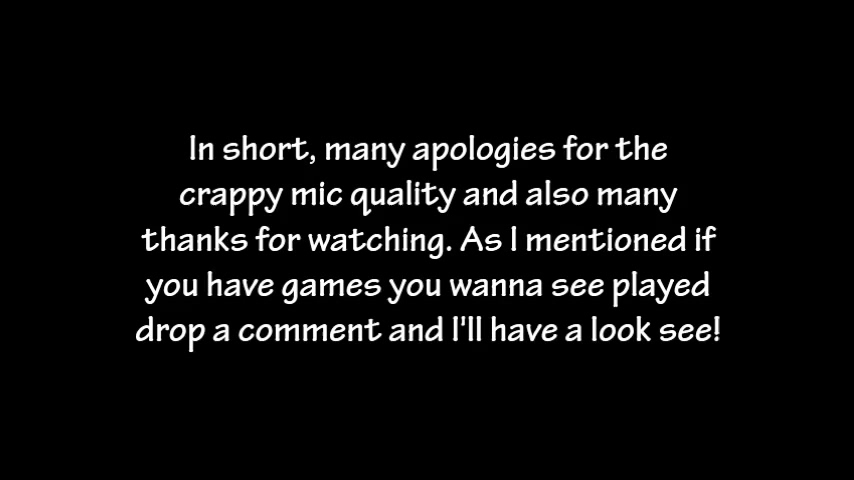 In short, many apologies for the
crappy mic quality and also many
thanks for watching. As I mentioned if
you have games you wanna see played
drop a comment and I'll have a look see!